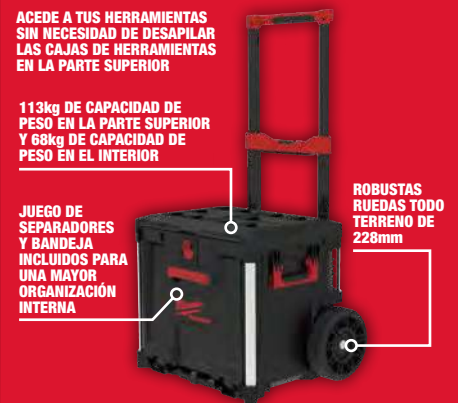 ACEDE A TUS HERRAMIENTAS
SIN NECESIDAD DE DESAPILAR
LAS CAJAS DE HERRAMIENTAS
EN LA PARTE SUPERIOR
113kg DE CAPACIDAD DE
PESO EN LA PARTE SUPERIOR
Y 68kg DE CAPACIDAD DE
PESO EN EL INTERIOR
JUEGO DE
SEPARADORES
Y BANDEJA
INCLUIDOS PARA
UNA MAYOR
ORGANIZACIÓN
INTERNA
ROBUSTAS
RUEDAS TODO
TERRENO DE
228mm